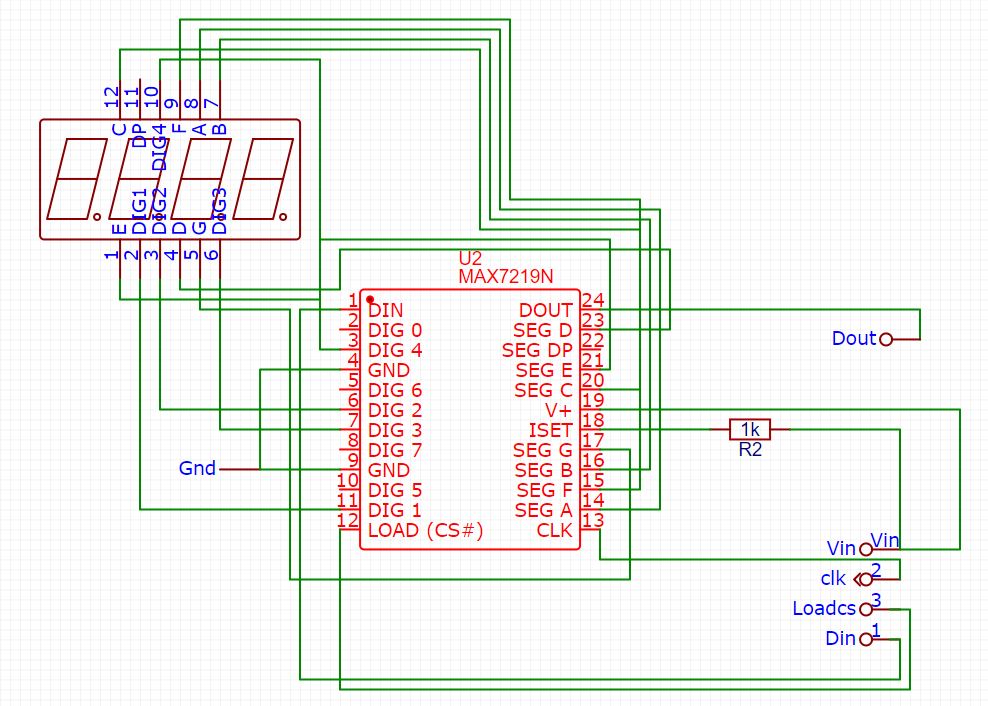 12 11 10 9 8 7
C DP DIG4 F A B
E DIG1 DIG2 D G DIG3
1 2 3 4 5 6
U2
MAX7219N
1 DIN DOUT 24
2 DIG 0 SEG D 23
3 DIG 4 SEG DP 22
4 GND SEG E 21
5 DIG 6 SEG C 20
6 DIG 2 V+ 19
7 DIG 3 ISET 18
8 DIG 7 SEG G 17
9 GND SEG B 16
10 DIG 5 SEG F 15
11 DIG 1 SEG A 14
12 LOAD (CS#) CLK 13
Dout
1k
R2
Gnd
Vin Vin
clk 2
Loadcs 3
Din 1